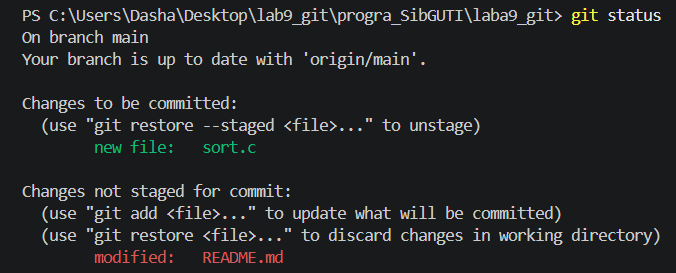 PS C:\Users\Dasha\Desktop\lab9_git\progra_SibGUTI\laba9_git> git status
On branch main
Your branch is up to date with 'origin/main'.

Changes to be committed:
  (use "git restore --staged <file>..." to unstage)
        new file:   sort.c

Changes not staged for commit:
  (use "git add <file>..." to update what will be committed)
  (use "git restore <file>..." to discard changes in working directory)
        modified:   README.md